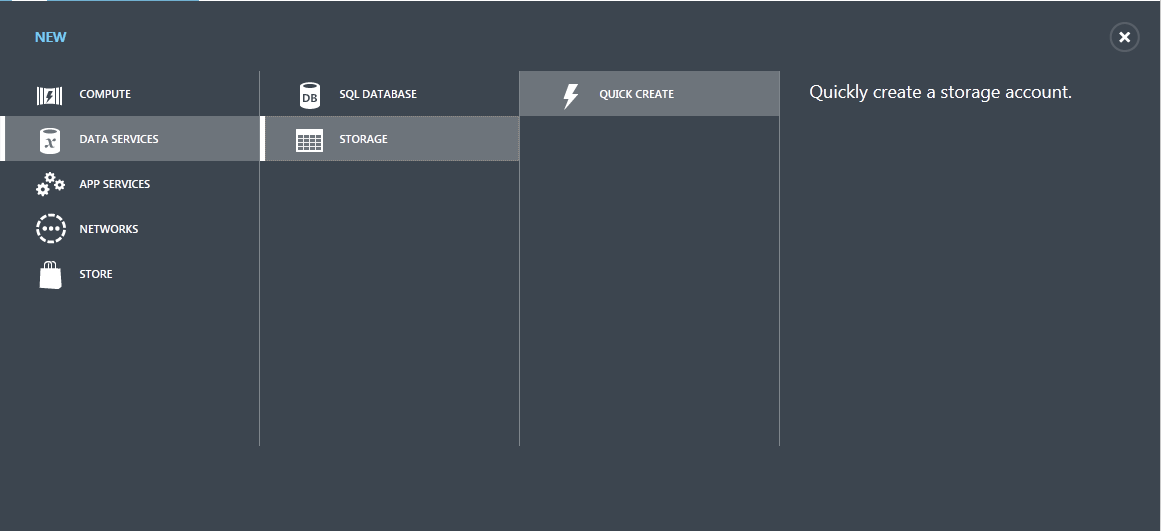 NEW
COMPUTE
DATA SERVICES
APP SERVICES
NETWORKS
STORE
DB
SQL DATABASE
STORAGE
QUICK CREATE
Quickly create a storage account.